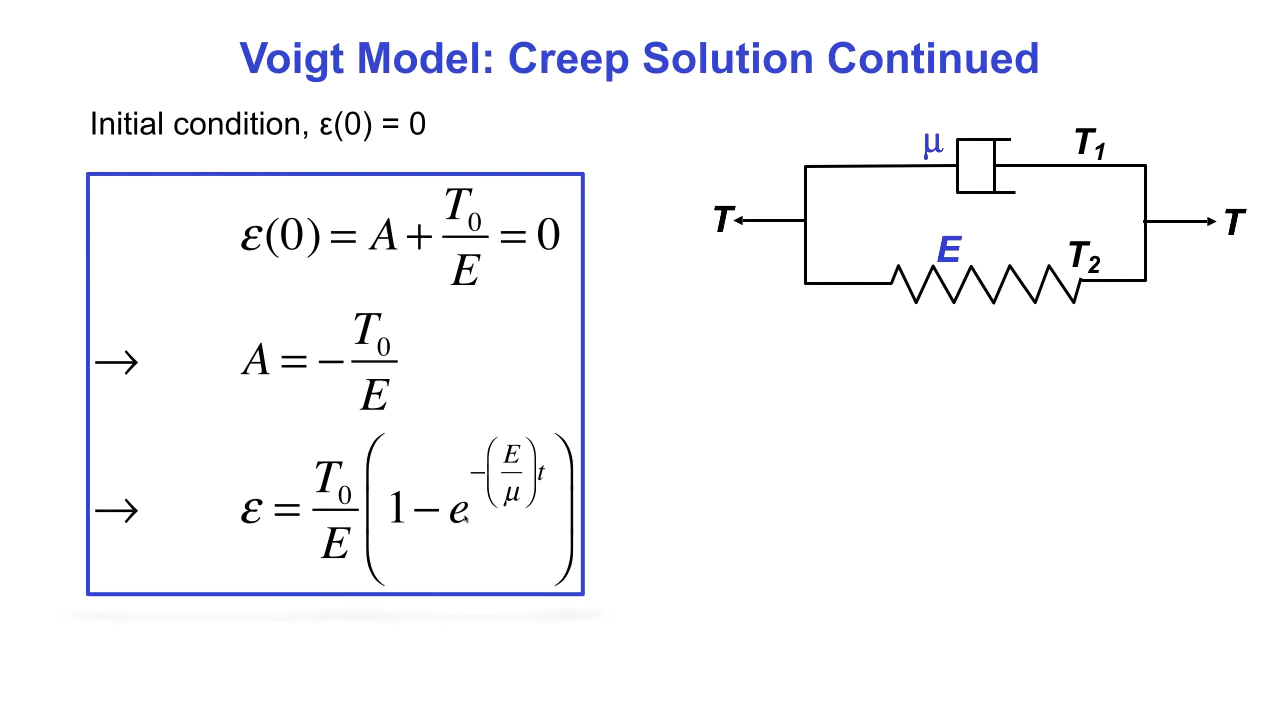 Voigt Model: Creep Solution Continued
Initial condition, ε(0) = 0
ε(0) = A + T₀/E = 0
→ A = −T₀/E
→ ε = T₀/E (1 − e^(−(E/μ)t))
μ
T₁
T
T
E
T₂